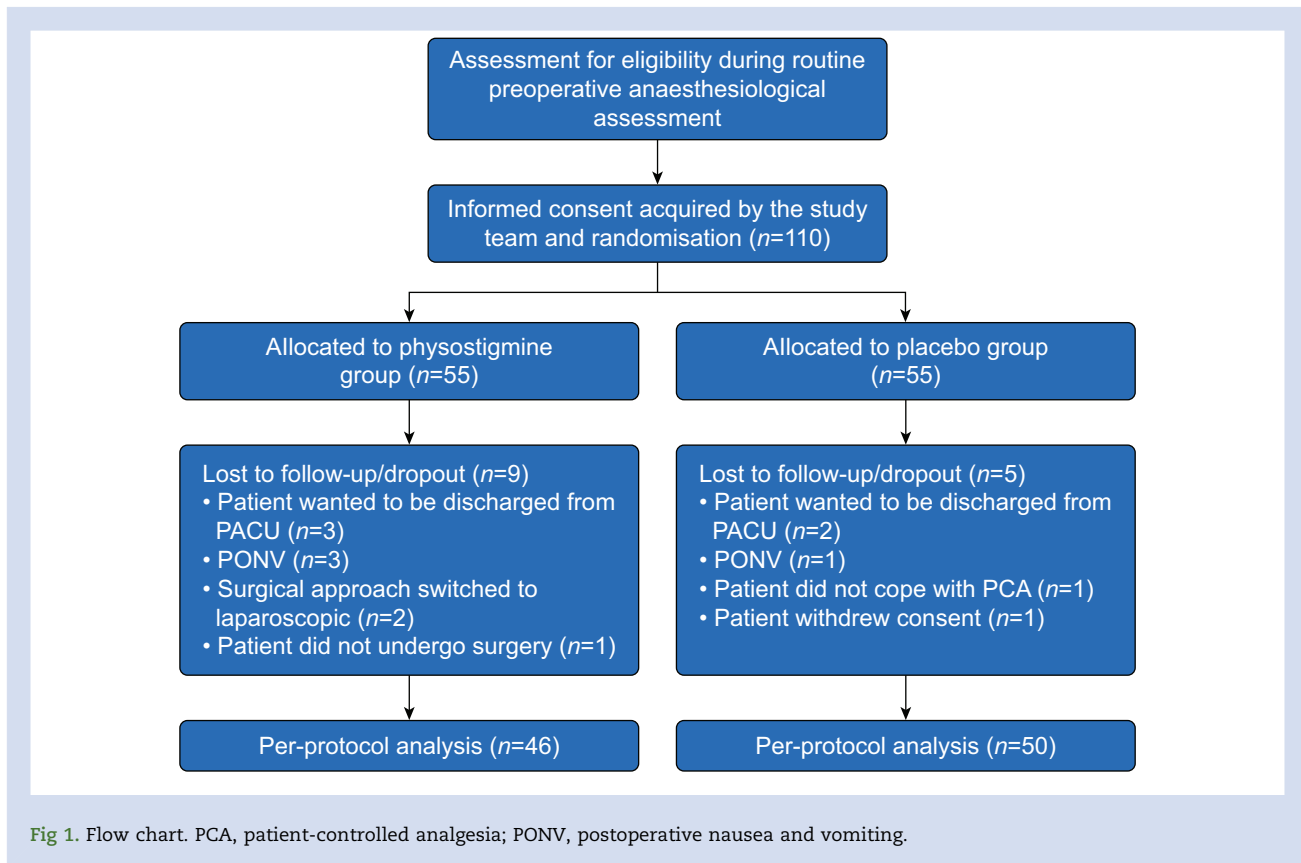 Assessment for eligibility during routine
preoperative anaesthesiological
assessment
Informed consent acquired by the study
team and randomisation (n=110)
Allocated to physostigmine
group (n=55)
Allocated to placebo group
(n=55)
Lost to follow-up/dropout (n=9)
• Patient wanted to be discharged from
PACU (n=3)
• PONV (n=3)
• Surgical approach switched to
laparoscopic (n=2)
• Patient did not undergo surgery (n=1)
Lost to follow-up/dropout (n=5)
• Patient wanted to be discharged from
PACU (n=2)
• PONV (n=1)
• Patient did not cope with PCA (n=1)
• Patient withdrew consent (n=1)
Per-protocol analysis (n=46)
Per-protocol analysis (n=50)
Fig 1. Flow chart. PCA, patient-controlled analgesia; PONV, postoperative nausea and vomiting.